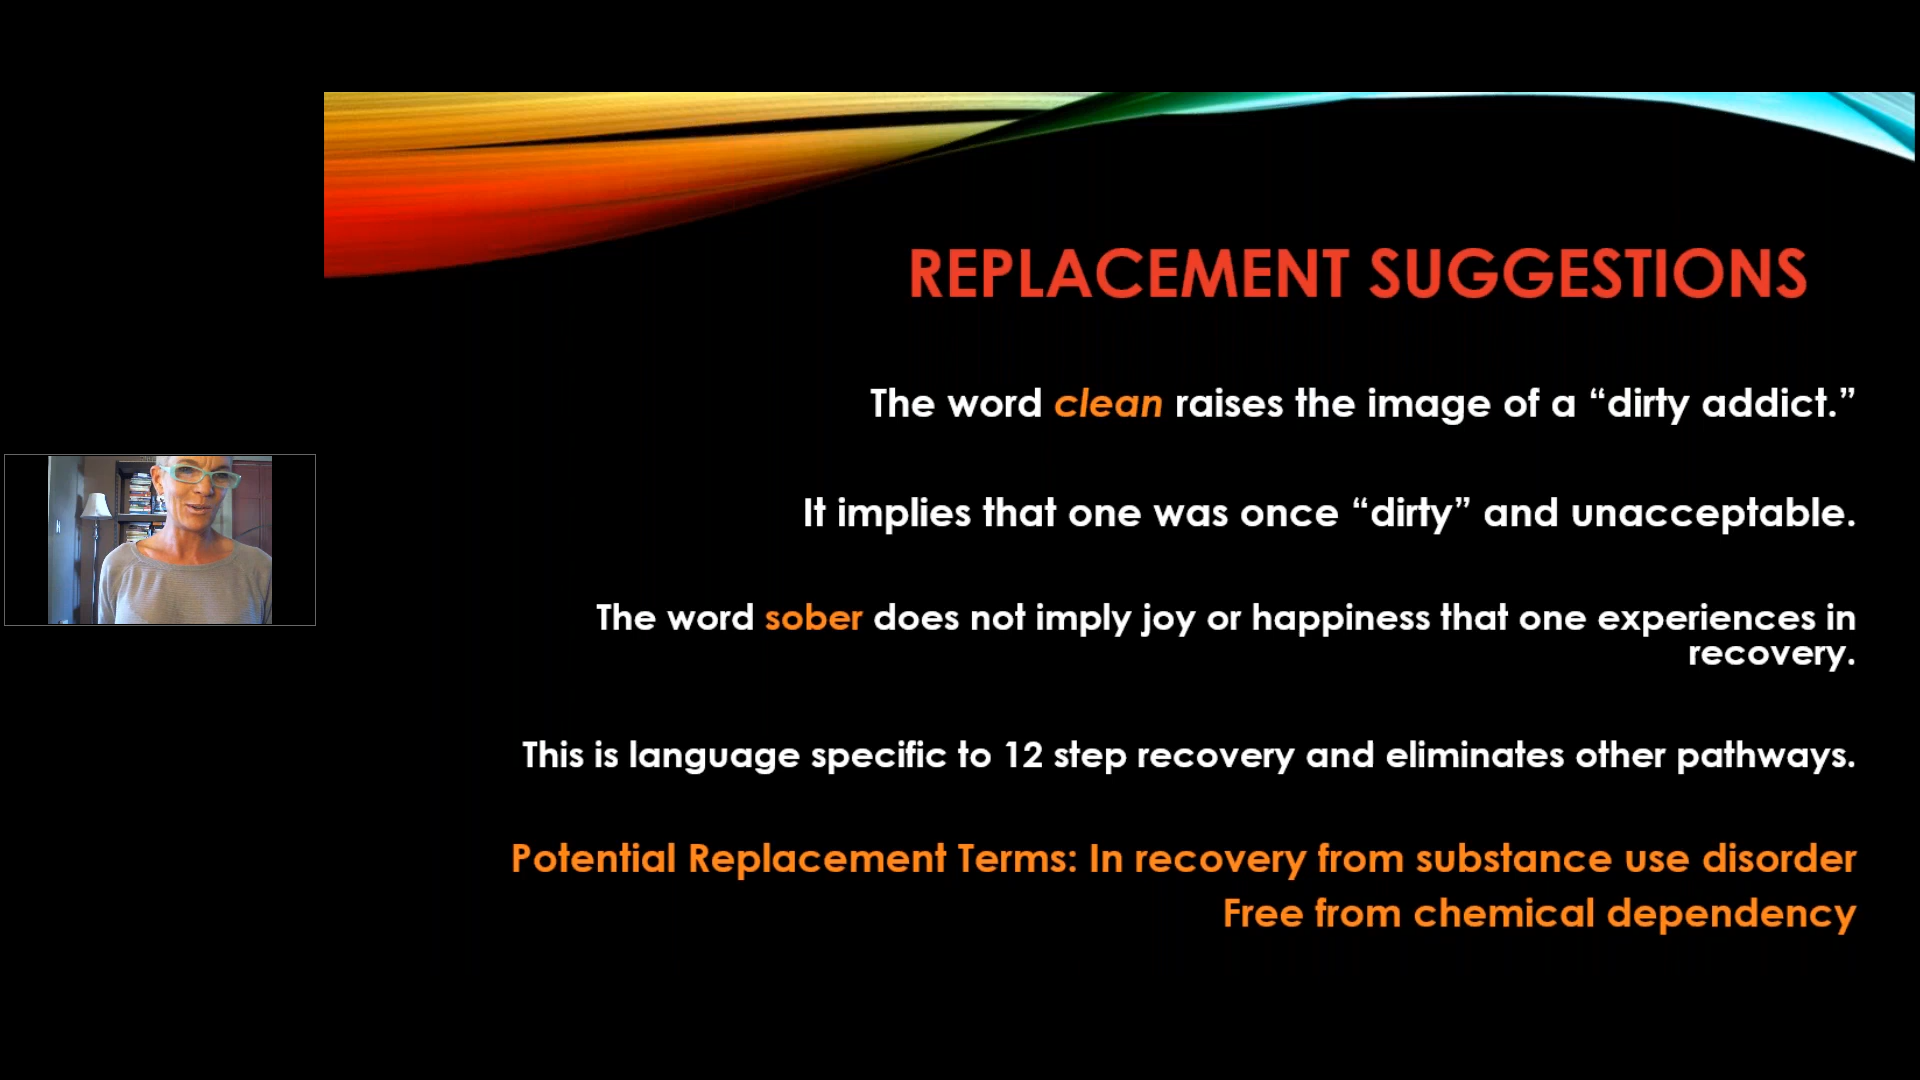 REPLACEMENT SUGGESTIONS
The word clean raises the image of a “dirty addict.”
It implies that one was once “dirty” and unacceptable.
The word sober does not imply joy or happiness that one experiences in
recovery.
This is language specific to 12 step recovery and eliminates other pathways.
Potential Replacement Terms: In recovery from substance use disorder
Free from chemical dependency